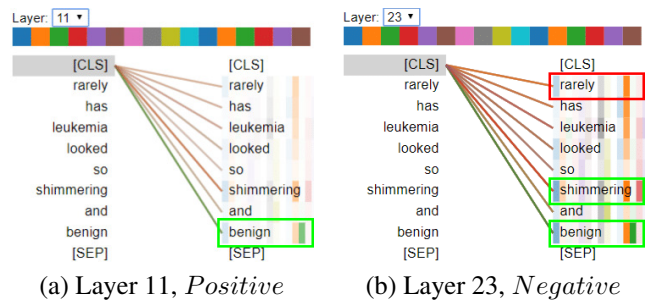 Layer: 11 ▼
[CLS] [CLS]
rarely rarely
has has
leukemia leukemia
looked looked
so so
shimmering shimmering
and and
benign benign
[SEP] [SEP]
(a) Layer 11, Positive
Layer: 23 ▼
[CLS] [CLS]
rarely rarely
has has
leukemia leukemia
looked looked
so so
shimmering shimmering
and and
benign benign
[SEP] [SEP]
(b) Layer 23, Negative